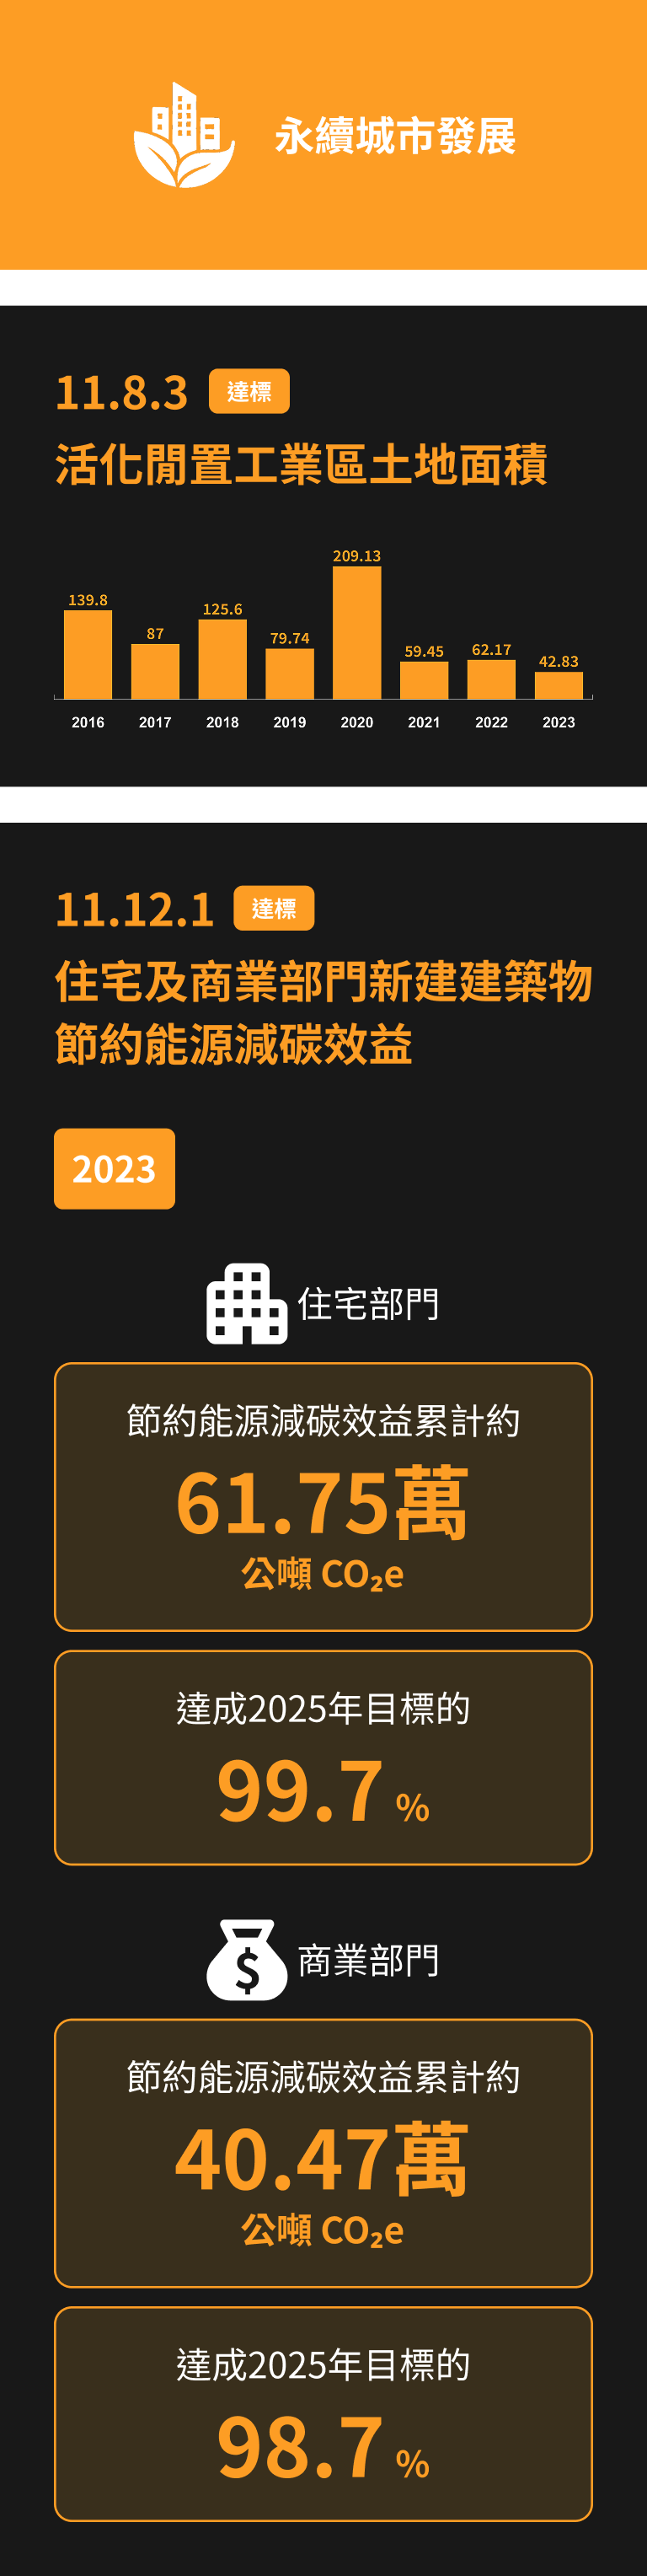 永續城市發展
11.8.3 達標
活化閒置工業區土地面積
139.8 87 125.6 79.74 209.13 59.45 62.17 42.83
2016 2017 2018 2019 2020 2021 2022 2023
11.12.1 達標
住宅及商業部門新建建築物
節約能源減碳效益
2023
住宅部門
節約能源減碳效益累計約
61.75萬
公噸 CO₂e
達成2025年目標的
99.7 %
$ 商業部門
節約能源減碳效益累計約
40.47萬
公噸 CO₂e
達成2025年目標的
98.7 %